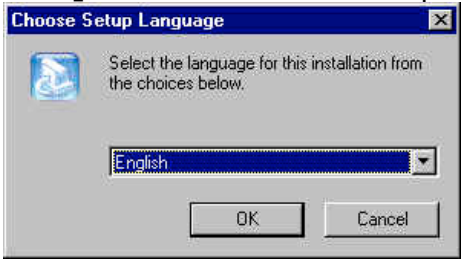 Choose Setup Language
Select the language for this installation from
the choices below.
English
OK
Cancel